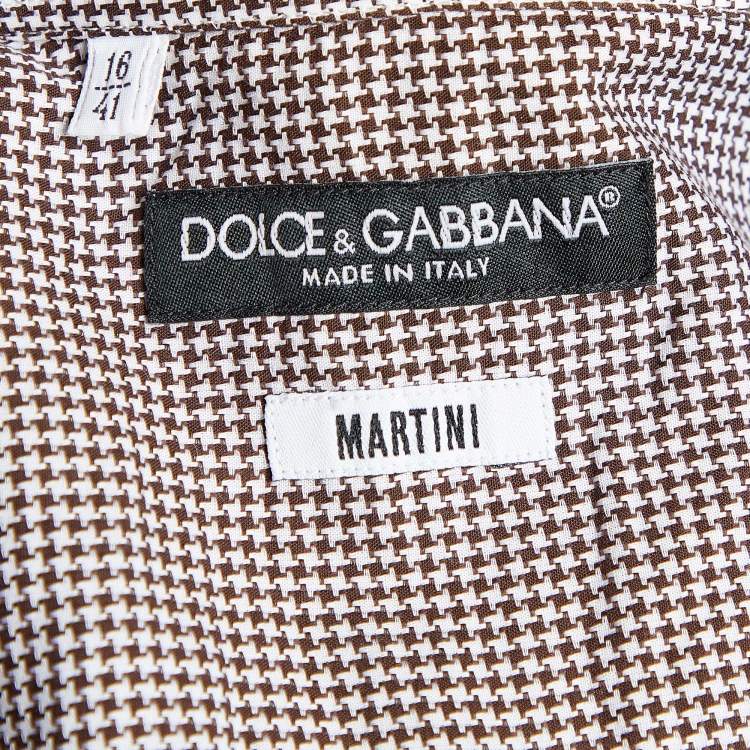 16
41
DOLCE & GABBANA®
MADE IN ITALY
MARTINI